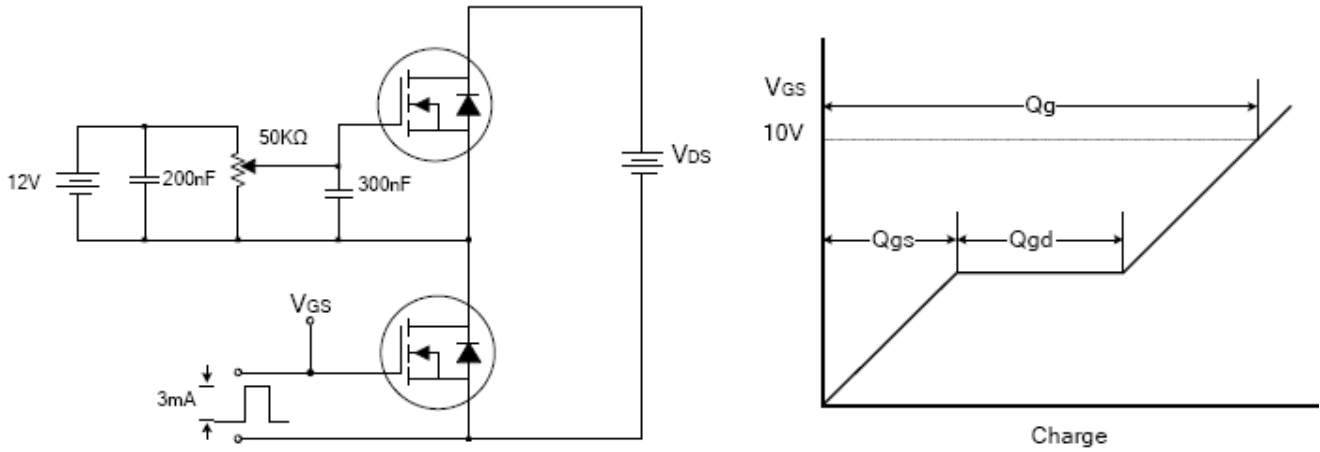 12V
200nF
50KΩ
300nF
VDS
VGS
3mA
VGS
10V
Qg
Qgs
Qgd
Charge